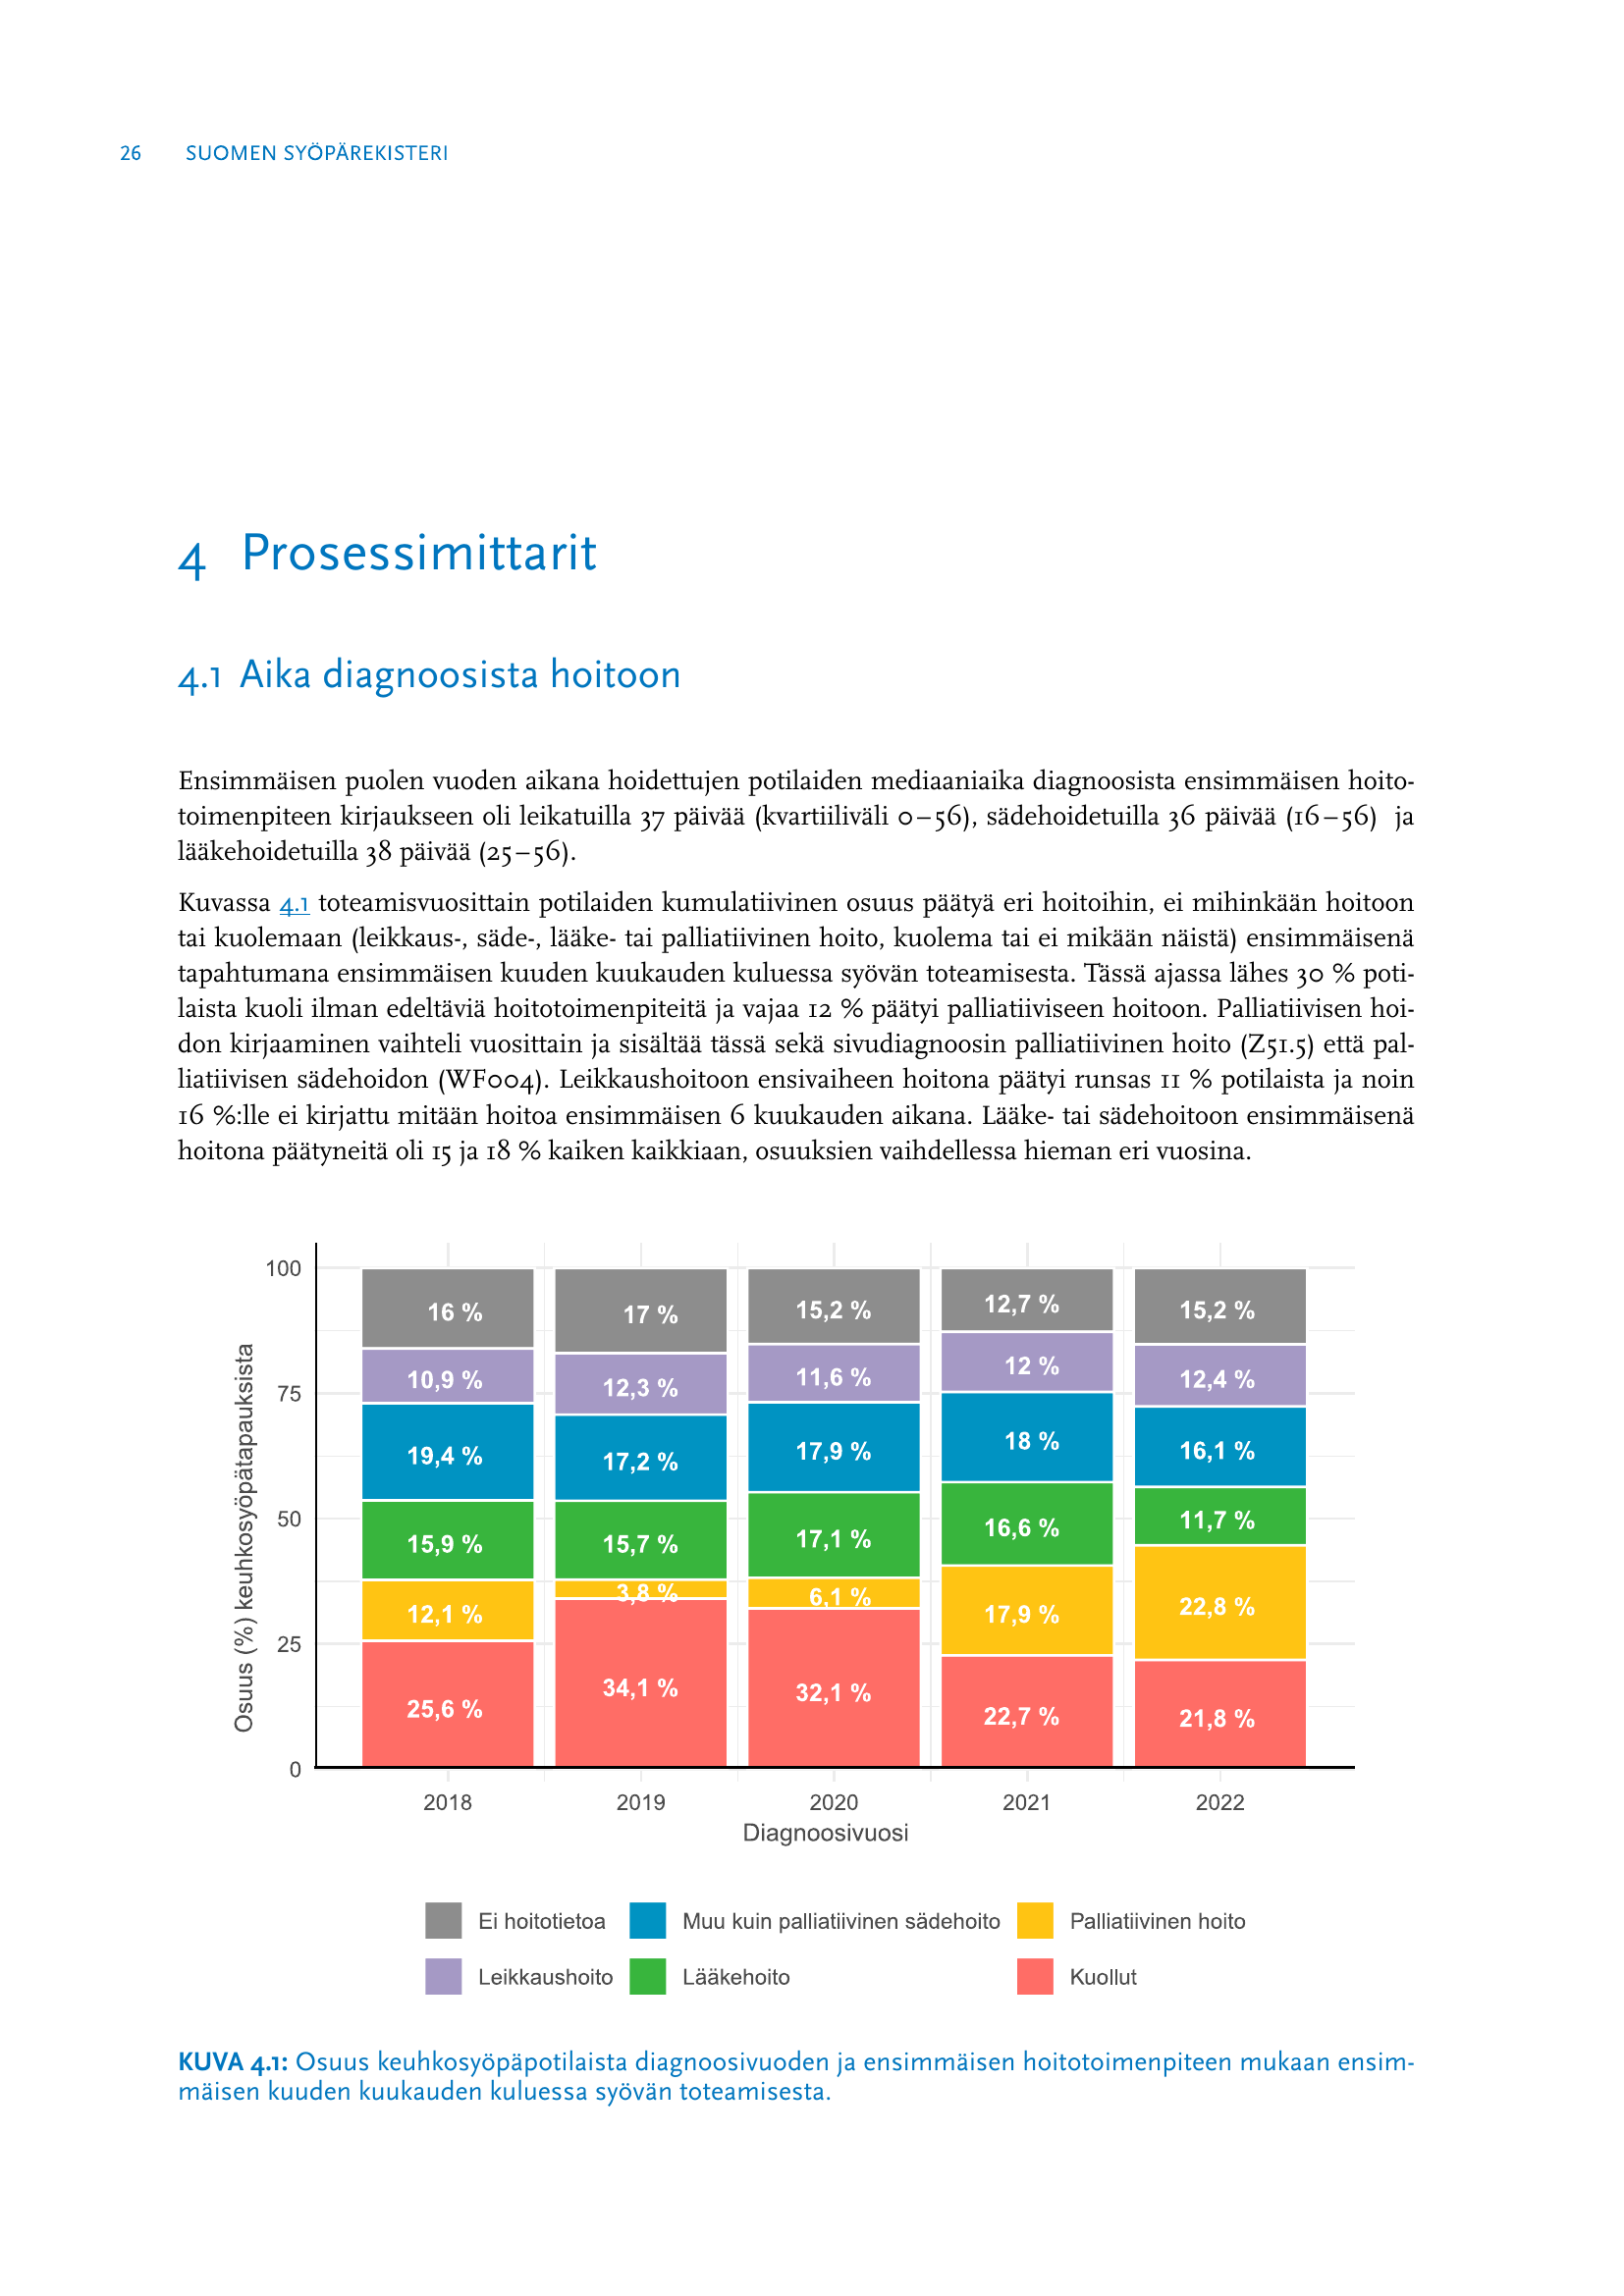 26 SUOMEN SYÖPÄREKISTERI
4 Prosessimittarit
4.1 Aika diagnoosista hoitoon
Ensimmäisen puolen vuoden aikana hoidettujen potilaiden mediaaniaika diagnoosista ensimmäisen hoito-
toimenpiteen kirjaukseen oli leikatuilla 37 päivää (kvartiiliväli 0–56), sädehoidetuilla 36 päivää (16–56) ja
lääkehoidetuilla 38 päivää (25–56).
Kuvassa 4.1 toteamisvuosittain potilaiden kumulatiivinen osuus päätyä eri hoitoihin, ei mihinkään hoitoon
tai kuolemaan (leikkaus-, säde-, lääke- tai palliatiivinen hoito, kuolema tai ei mikään näistä) ensimmäisenä
tapahtumana ensimmäisen kuuden kuukauden kuluessa syövän toteamisesta. Tässä ajassa lähes 30 % poti-
laista kuoli ilman edeltäviä hoitotoimenpiteitä ja vajaa 12 % päätyi palliatiiviseen hoitoon. Palliatiivisen hoi-
don kirjaaminen vaihteli vuosittain ja sisältää tässä sekä sivudiagnoosin palliatiivinen hoito (Z51.5) että pal-
liatiivisen sädehoidon (WF004). Leikkaushoitoon ensivaiheen hoitona päätyi runsas 11 % potilaista ja noin
16 %:lle ei kirjattu mitään hoitoa ensimmäisen 6 kuukauden aikana. Lääke- tai sädehoitoon ensimmäisenä
hoitona päätyneitä oli 15 ja 18 % kaiken kaikkiaan, osuuksien vaihdellessa hieman eri vuosina.
Osuus (%) keuhkosyöpätapauksista
100
75
50
25
0
16 % 17 % 15,2 % 12,7 % 15,2 %
10,9 % 12,3 % 11,6 % 12 % 12,4 %
19,4 % 17,2 % 17,9 % 18 % 16,1 %
15,9 % 15,7 % 17,1 % 16,6 % 11,7 %
12,1 % 3,8 % 6,1 % 17,9 % 22,8 %
25,6 % 34,1 % 32,1 % 22,7 % 21,8 %
2018 2019 2020 2021 2022
Diagnoosivuosi
Ei hoitotietoa Muu kuin palliatiivinen sädehoito Palliatiivinen hoito
Leikkaushoito Lääkehoito Kuollut
KUVA 4.1: Osuus keuhkosyöpäpotilaista diagnoosivuoden ja ensimmäisen hoitotoimenpiteen mukaan ensim-
mäisen kuuden kuukauden kuluessa syövän toteamisesta.